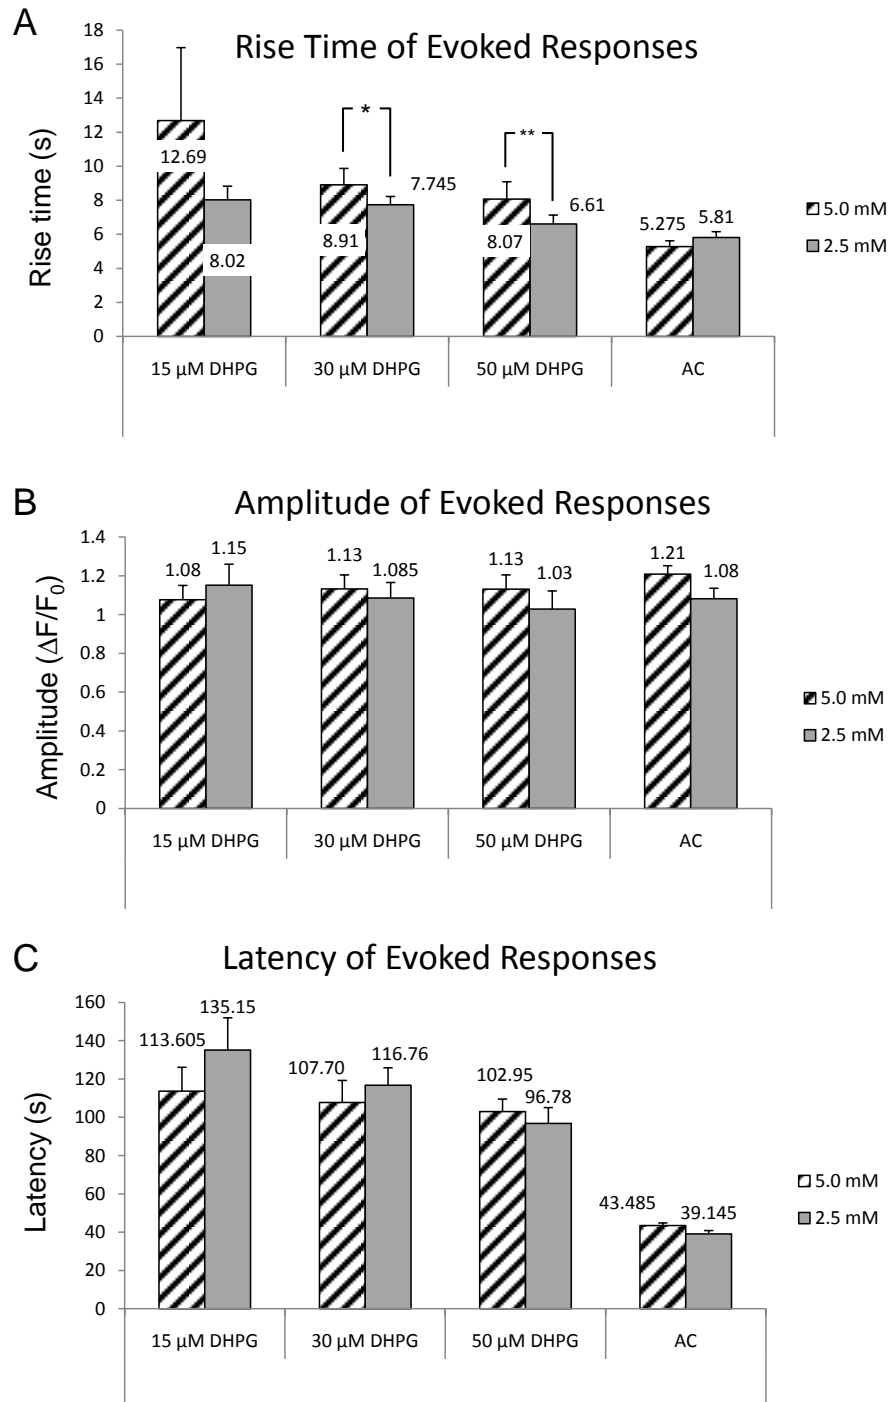 A
Rise Time of Evoked Responses
Rise time (s)
18
16
14
12
10
8
6
4
2
0
12.69
8.02
*
8.91
7.745
**
8.07
6.61
5.275
5.81
15 µM DHPG
30 µM DHPG
50 µM DHPG
AC
5.0 mM
2.5 mM
B
Amplitude of Evoked Responses
Amplitude (ΔF/F0)
1.4
1.2
1
0.8
0.6
0.4
0.2
0
1.08
1.15
1.13
1.085
1.13
1.03
1.21
1.08
15 µM DHPG
30 µM DHPG
50 µM DHPG
AC
5.0 mM
2.5 mM
C
Latency of Evoked Responses
Latency (s)
160
140
120
100
80
60
40
20
0
113.605
135.15
107.70
116.76
102.95
96.78
43.485
39.145
15 µM DHPG
30 µM DHPG
50 µM DHPG
AC
5.0 mM
2.5 mM